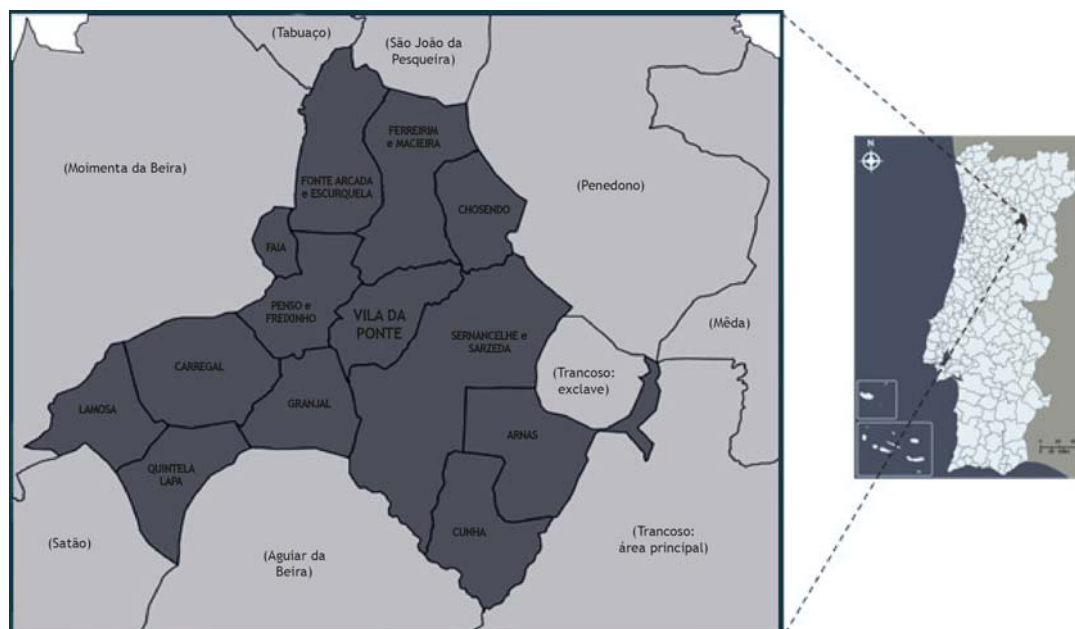 (Tabuaço)
(São João da
Pesqueira)
FERREIRIM
e MACIEIRA
(Moimenta da Beira)
FONTE ARCADA
e ESCURQUELA
(Penedono)
CHOSENDO
FAIA
PENSO e
FREIXINHO
VILA DA
PONTE
SERNANCELHE e
SARZEDA
(Mêda)
CARREGAL
(Trancoso:
exclave)
LAMOSA
GRANJAL
ARNAS
QUINTELA
LAPA
(Satão)
CUNHA
(Aguiar da
Beira)
(Trancoso:
área principal)
N